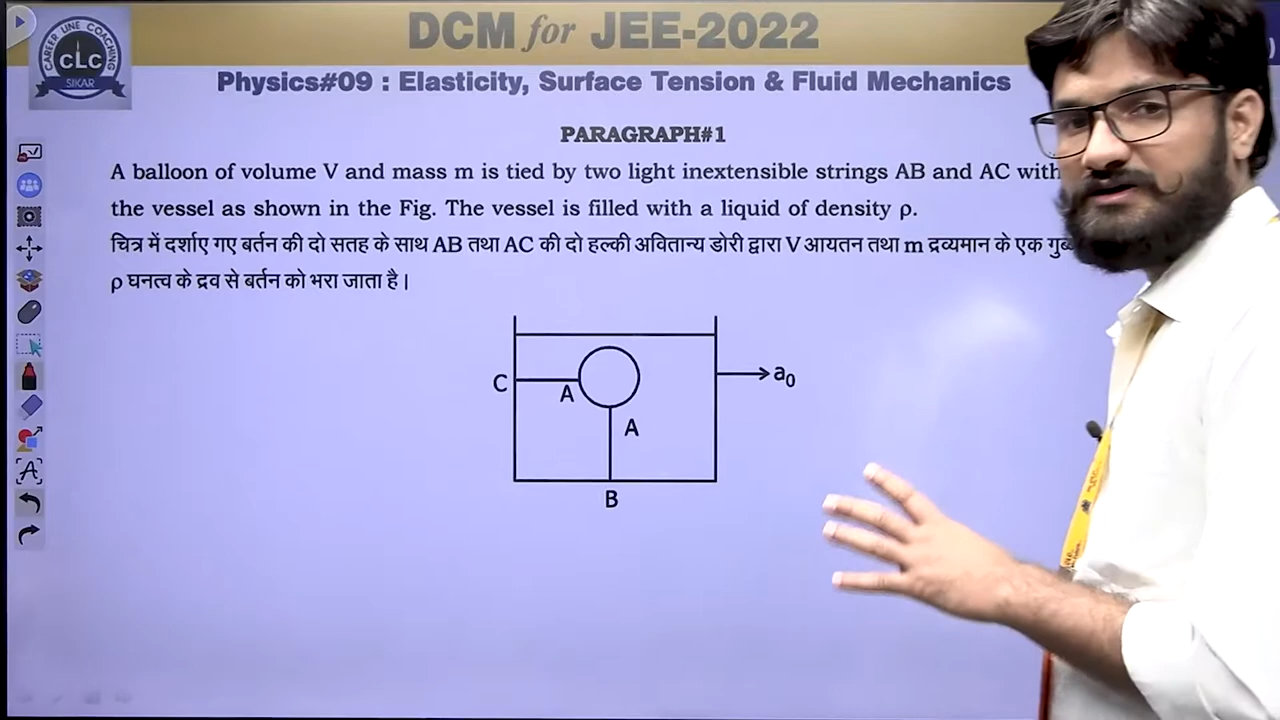 DCM for JEE-2022
CAREER LINE COACHING
CLC
SIKAR
Physics#09 : Elasticity, Surface Tension & Fluid Mechanics
PARAGRAPH#1
A balloon of volume V and mass m is tied by two light inextensible strings AB and AC with
the vessel as shown in the Fig. The vessel is filled with a liquid of density ρ.
चित्र में दर्शाए गए बर्तन की दो सतह के साथ AB तथा AC की दो हल्की अवितान्य डोरी द्वारा V आयतन तथा m द्रव्यमान के एक
ρ घनत्व के द्रव से बर्तन को भरा जाता है।
C
A
a₀
A
B